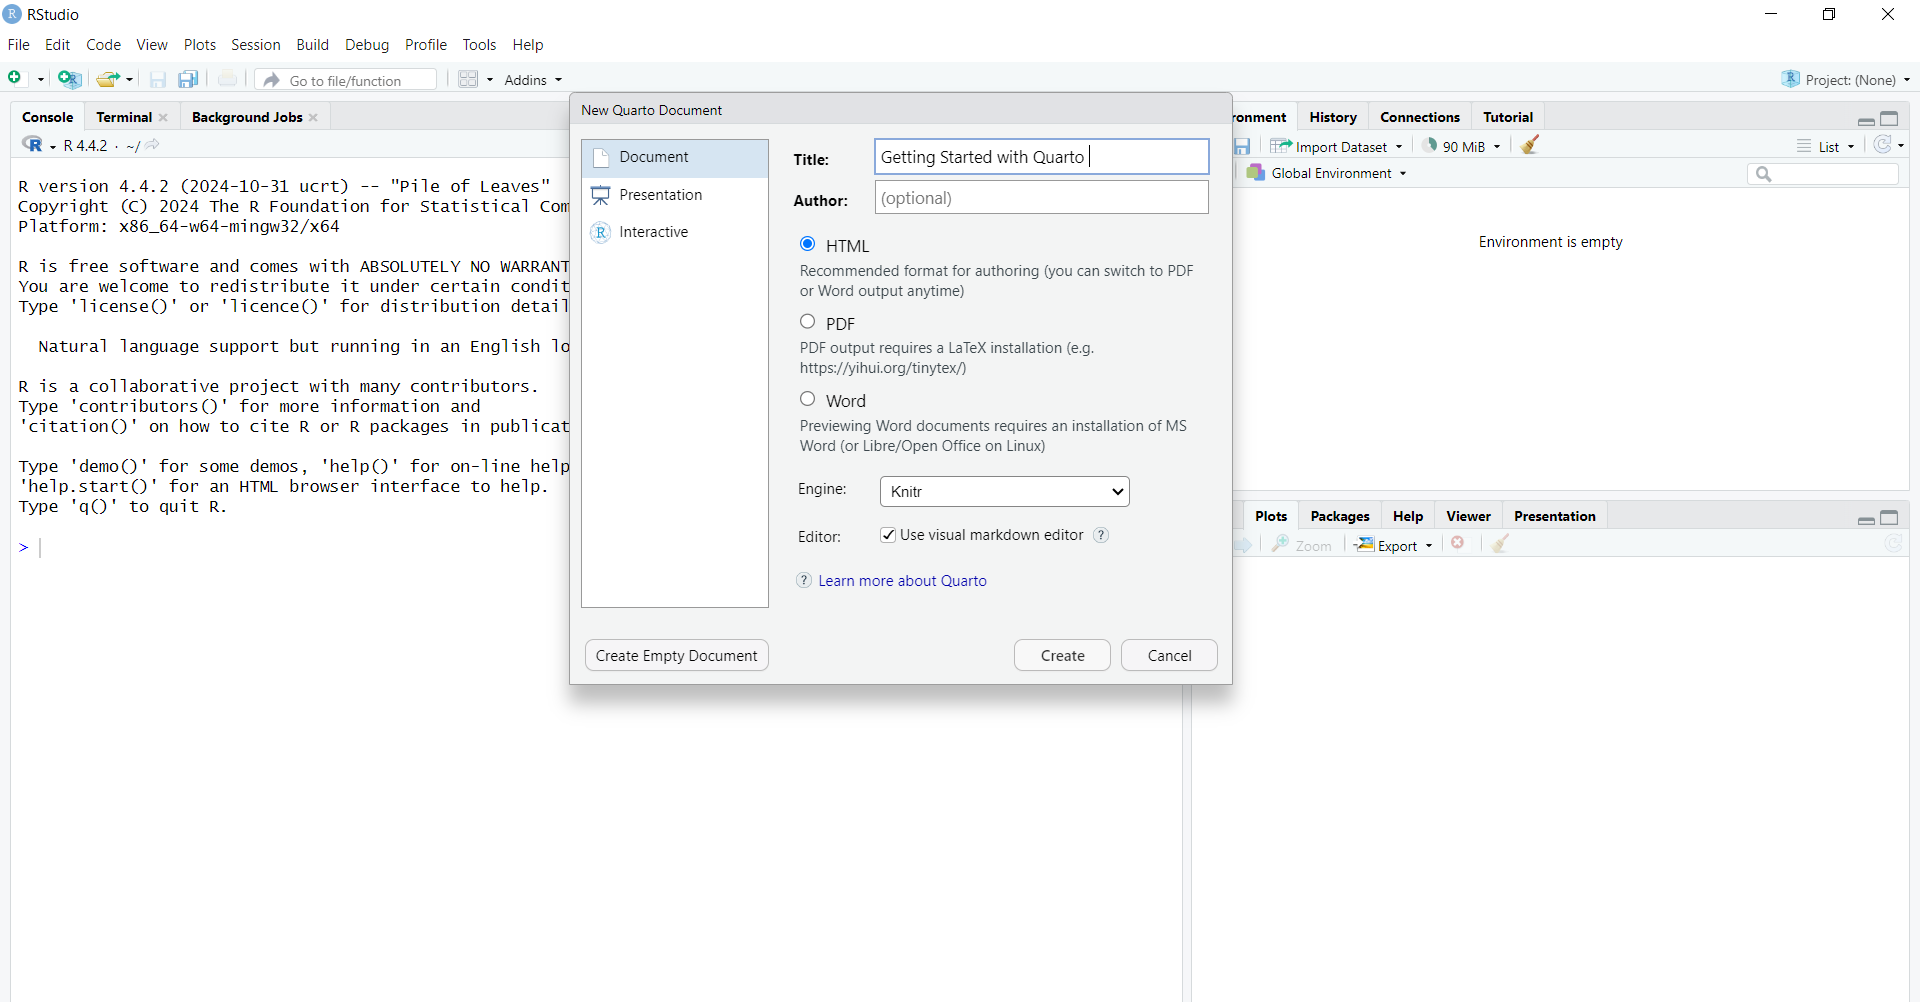 RStudio
File Edit Code View Plots Session Build Debug Profile Tools Help
Go to file/function Addins Project: (None)
Console Terminal Background Jobs
R 4.4.2 · ~/
R version 4.4.2 (2024-10-31 ucrt) -- "Pile of Leaves"
Copyright (C) 2024 The R Foundation for Statistical Com
Platform: x86_64-w64-mingw32/x64
R is free software and comes with ABSOLUTELY NO WARRANT
You are welcome to redistribute it under certain condit
Type 'license()' or 'licence()' for distribution detail
Natural language support but running in an English lo
R is a collaborative project with many contributors.
Type 'contributors()' for more information and
'citation()' on how to cite R or R packages in publicat
Type 'demo()' for some demos, 'help()' for on-line help
'help.start()' for an HTML browser interface to help.
Type 'q()' to quit R.
>
New Quarto Document
Document
Presentation
Interactive
Title: Getting Started with Quarto
Author: (optional)
HTML
Recommended format for authoring (you can switch to PDF
or Word output anytime)
PDF
PDF output requires a LaTeX installation (e.g.
https://yihui.org/tinytex/)
Word
Previewing Word documents requires an installation of MS
Word (or Libre/Open Office on Linux)
Engine: Knitr
Editor: Use visual markdown editor ?
? Learn more about Quarto
Create Empty Document Create Cancel
ronment History Connections Tutorial
Import Dataset 90 MiB List
Global Environment
Environment is empty
Plots Packages Help Viewer Presentation
Zoom Export